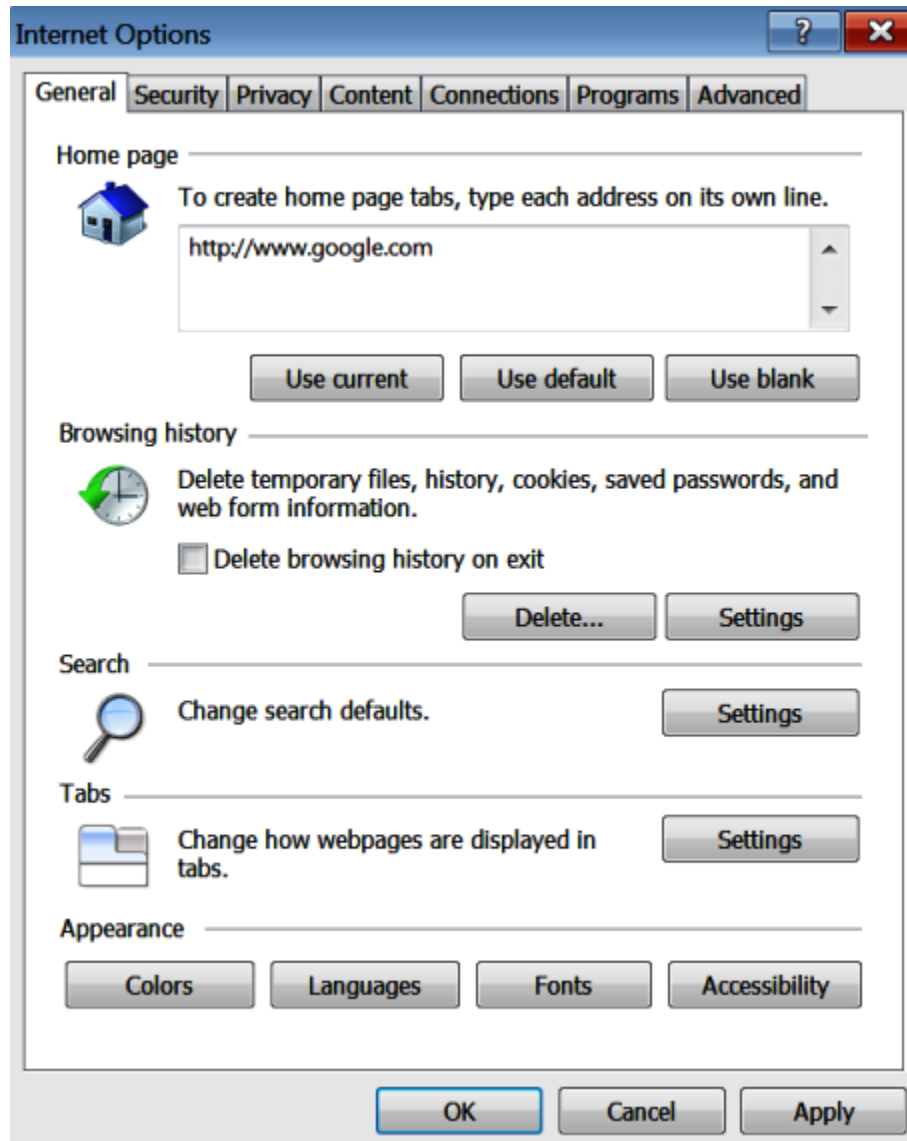 Internet Options
?
General Security Privacy Content Connections Programs Advanced
Home page
To create home page tabs, type each address on its own line.
http://www.google.com
Use current Use default Use blank
Browsing history
Delete temporary files, history, cookies, saved passwords, and
web form information.
Delete browsing history on exit
Delete... Settings
Search
Change search defaults. Settings
Tabs
Change how webpages are displayed in Settings
tabs.
Appearance
Colors Languages Fonts Accessibility
OK Cancel Apply